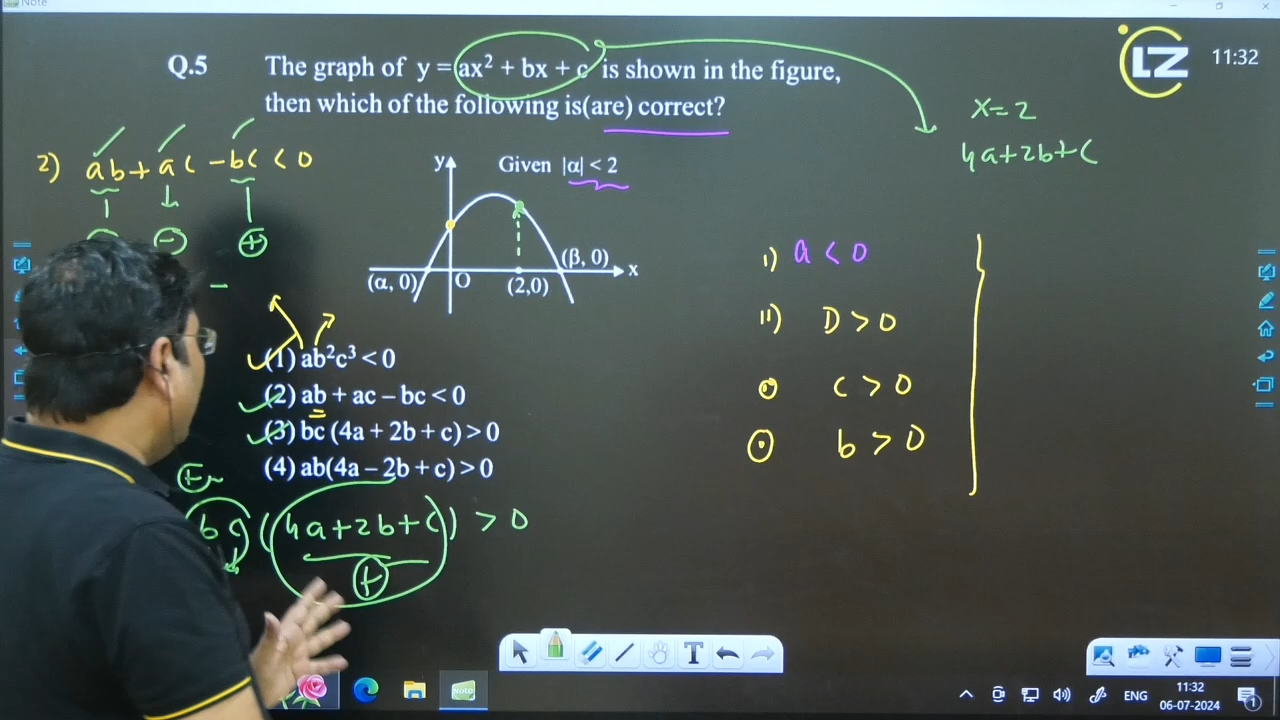 Note
LZ
11:32
Q.5 The graph of y = ax² + bx + c is shown in the figure,
then which of the following is(are) correct?
x=2
4a+2b+c
2) ab + ac - bc < 0
- +
-
y
Given |α| < 2
(α, 0)
O
(2,0)
(β, 0)
x
i) a < 0
ii) D > 0
c > 0
b > 0
(1) ab²c³ < 0
(2) ab + ac – bc < 0
(3) bc (4a + 2b + c) > 0
(4) ab(4a – 2b + c) > 0
bc (4a+2b+c) > 0
+
ENG
11:32
06-07-2024
1